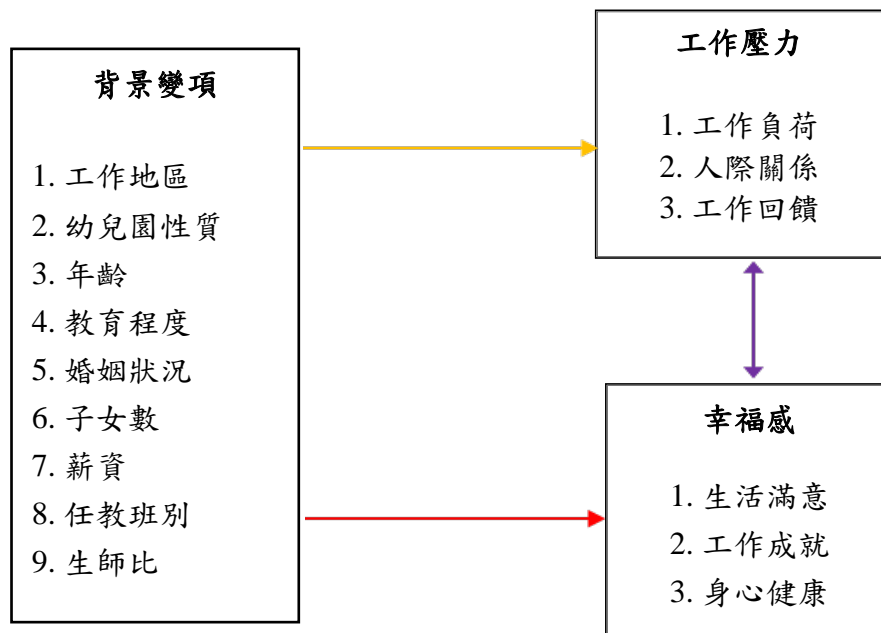 背景變項
1. 工作地區
2. 幼兒園性質
3. 年齡
4. 教育程度
5. 婚姻狀況
6. 子女數
7. 薪資
8. 任教班別
9. 生師比
工作壓力
1. 工作負荷
2. 人際關係
3. 工作回饋
幸福感
1. 生活滿意
2. 工作成就
3. 身心健康